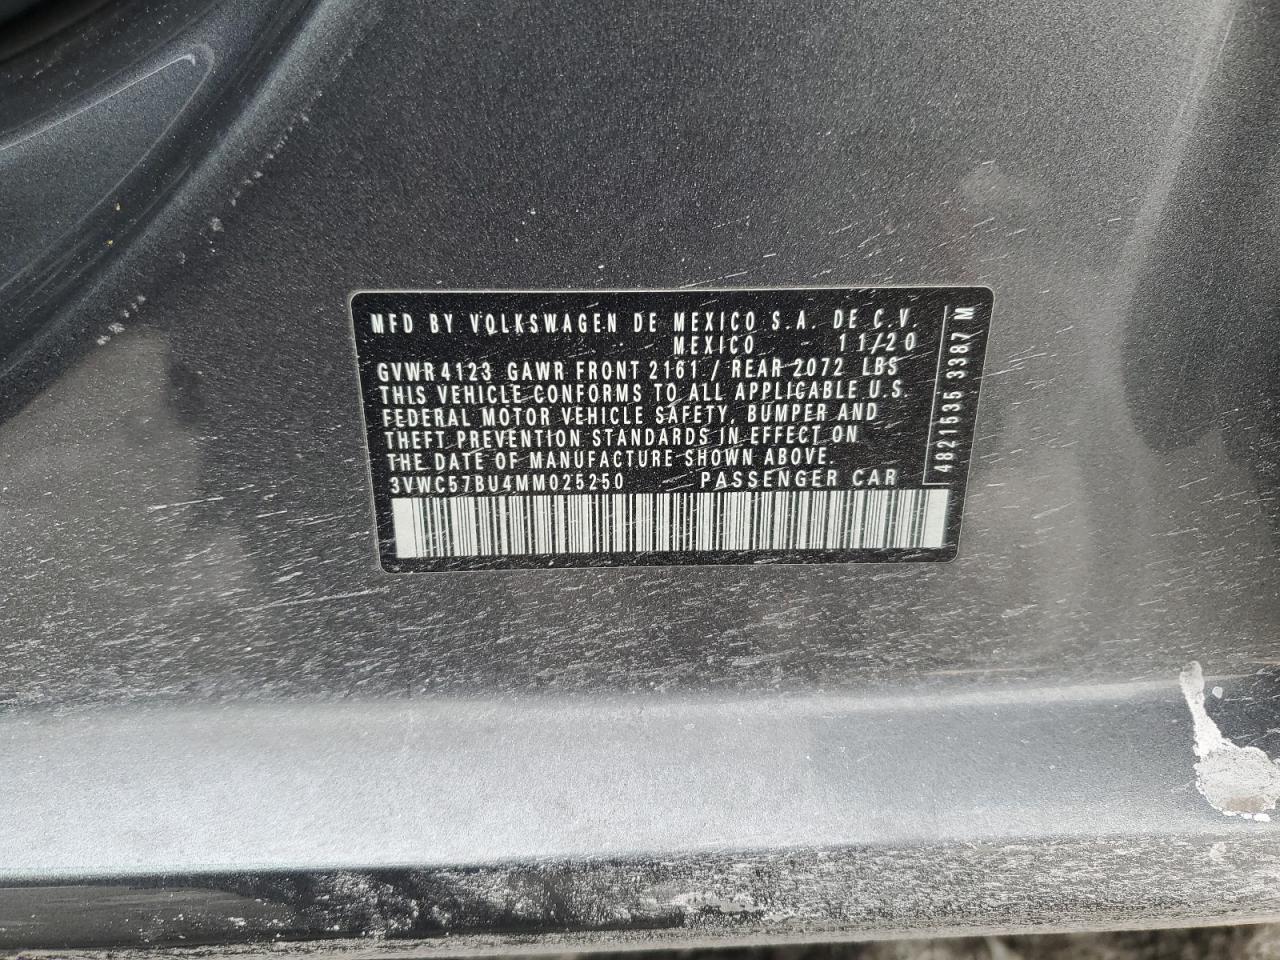 MFD BY VOLKSWAGEN DE MEXICO S.A. DE C.V.
MEXICO 11/20
GVWR 4123 GAWR FRONT 2161 / REAR 2072 LBS
THIS VEHICLE CONFORMS TO ALL APPLICABLE U.S.
FEDERAL MOTOR VEHICLE SAFETY, BUMPER AND
THEFT PREVENTION STANDARDS IN EFFECT ON
THE DATE OF MANUFACTURE SHOWN ABOVE.
3VWC57BU4MM025250 PASSENGER CAR
4821535 3387 M